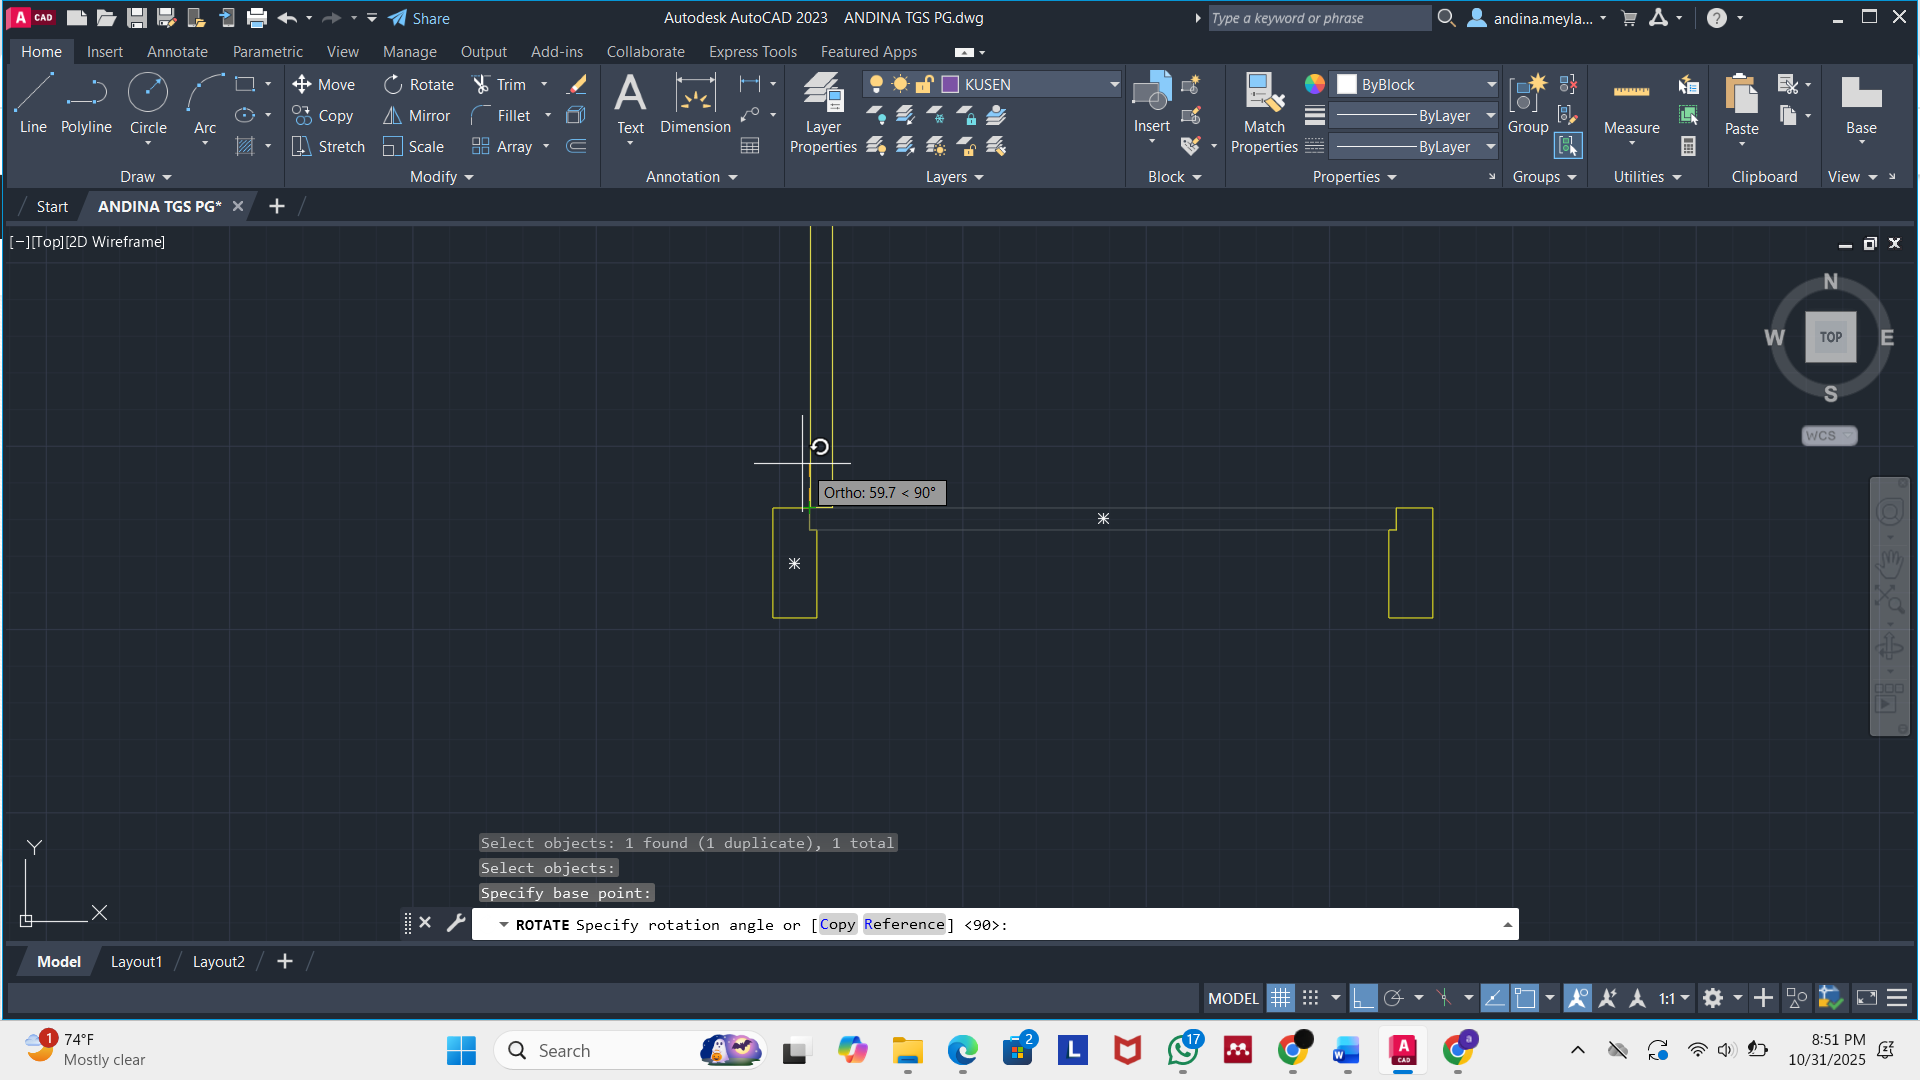 A CAD Share Autodesk AutoCAD 2023 ANDINA TGS PG.dwg Type a keyword or phrase andina.meyla... ?
Home Insert Annotate Parametric View Manage Output Add-ins Collaborate Express Tools Featured Apps
Line Polyline Circle Arc
Move Rotate Trim
Copy Mirror Fillet
Stretch Scale Array
Text Dimension
Layer Properties
KUSEN
Insert
Match Properties
ByBlock
ByLayer
ByLayer
Group
Measure
Paste
Base
Draw Modify Annotation Layers Block Properties Groups Utilities Clipboard View
Start ANDINA TGS PG* +
[−][Top][2D Wireframe]
N
W TOP E
S
WCS
Ortho: 59.7 < 90°
Y
X
Select objects: 1 found (1 duplicate), 1 total
Select objects:
Specify base point:
ROTATE Specify rotation angle or [Copy Reference] <90>:
Model Layout1 Layout2 +
MODEL 1:1
1 74°F
Mostly clear
Search
2
L
17
W
A CAD
a
8:51 PM
10/31/2025